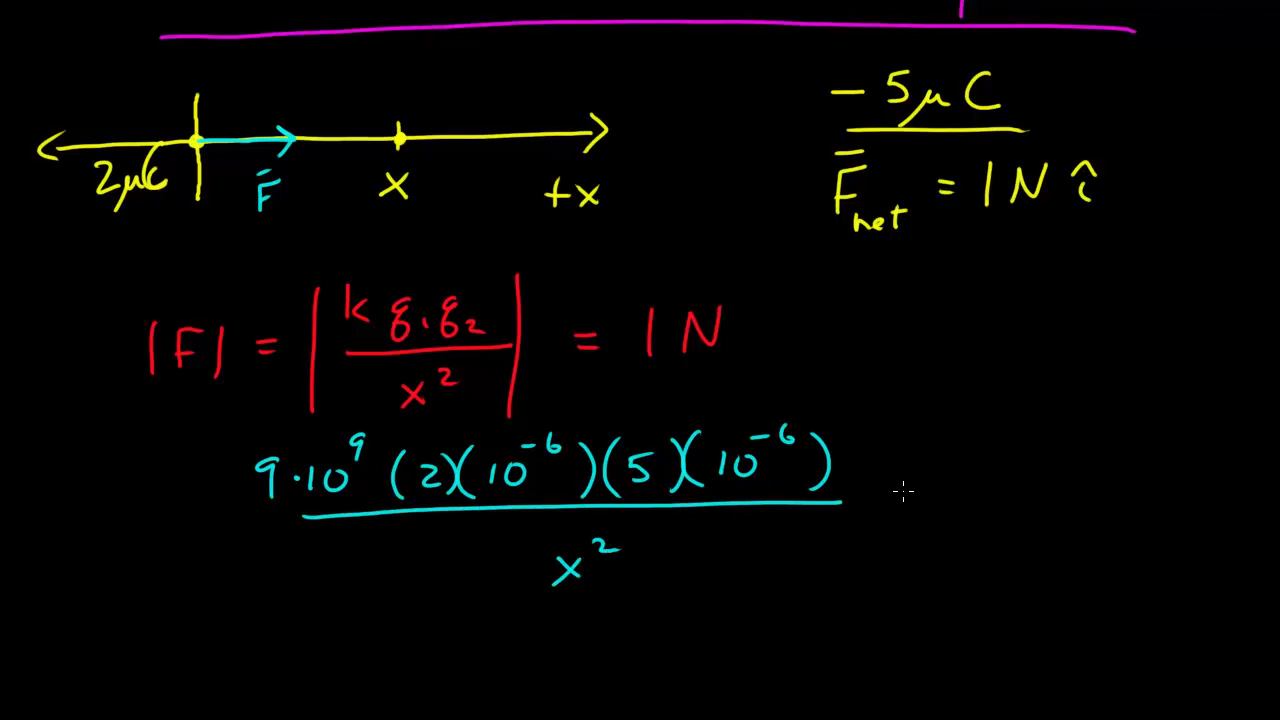 - 5μC
2μC F̄ x +x
F̄net = 1N î
|F| = | k q1q2 / x² | = 1N
9·10⁹ (2)(10⁻⁶)(5)(10⁻⁶)
x²